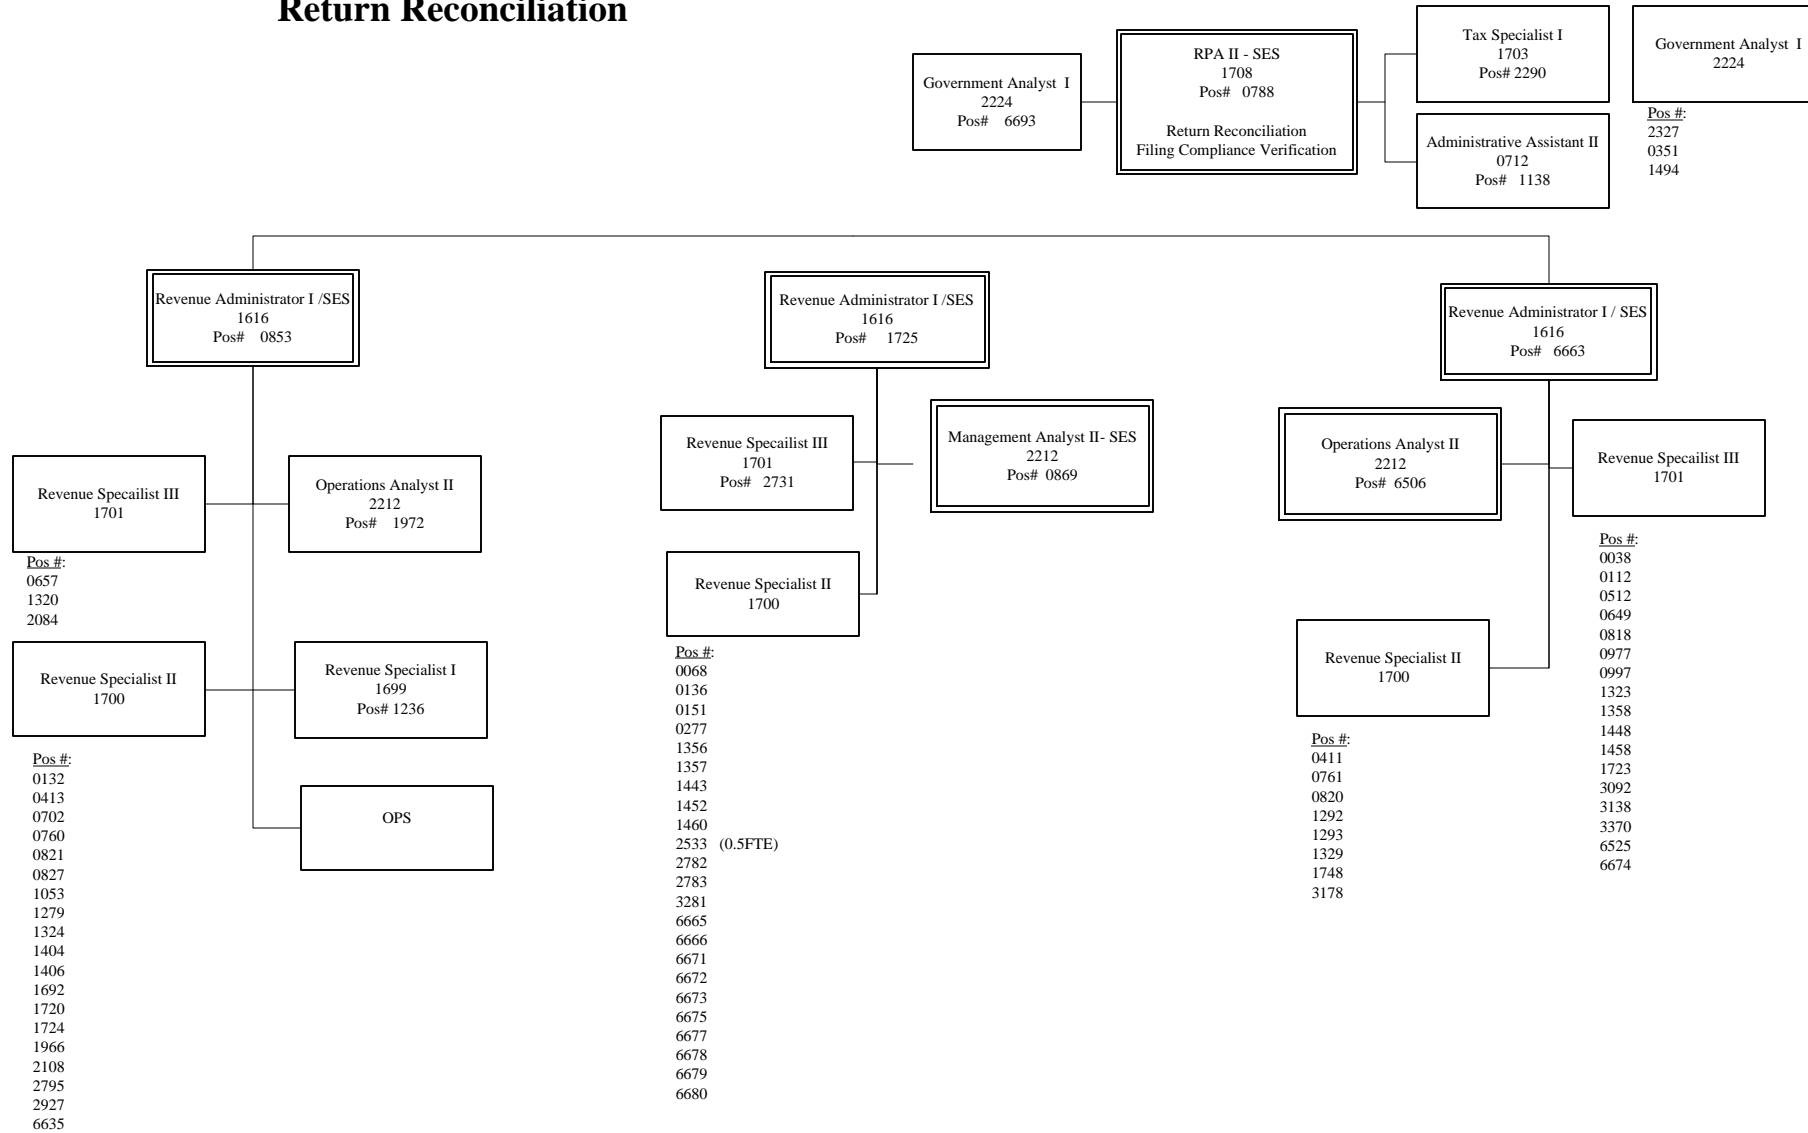 Return Reconciliation
Government Analyst I
2224
Pos# 6693
RPA II - SES
1708
Pos# 0788
Return Reconciliation
Filing Compliance Verification
Tax Specialist I
1703
Pos# 2290
Administrative Assistant II
0712
Pos# 1138
Government Analyst I
2224
Pos #:
2327
0351
1494
Revenue Administrator I /SES
1616
Pos# 0853
Revenue Specailist III
1701
Pos #:
0657
1320
2084
Operations Analyst II
2212
Pos# 1972
Revenue Specialist II
1700
Pos #:
0132
0413
0702
0760
0821
0827
1053
1279
1324
1404
1406
1692
1720
1724
1966
2108
2795
2927
6635
Revenue Specialist I
1699
Pos# 1236
OPS
Revenue Administrator I /SES
1616
Pos# 1725
Revenue Specailist III
1701
Pos# 2731
Management Analyst II- SES
2212
Pos# 0869
Revenue Specialist II
1700
Pos #:
0068
0136
0151
0277
1356
1357
1443
1452
1460
2533 (0.5FTE)
2782
2783
3281
6665
6666
6671
6672
6673
6675
6677
6678
6679
6680
Revenue Administrator I / SES
1616
Pos# 6663
Operations Analyst II
2212
Pos# 6506
Revenue Specialist III
1701
Pos #:
0038
0112
0512
0649
0818
0977
0997
1323
1358
1448
1458
1723
3092
3138
3370
6525
6674
Revenue Specialist II
1700
Pos #:
0411
0761
0820
1292
1293
1329
1748
3178